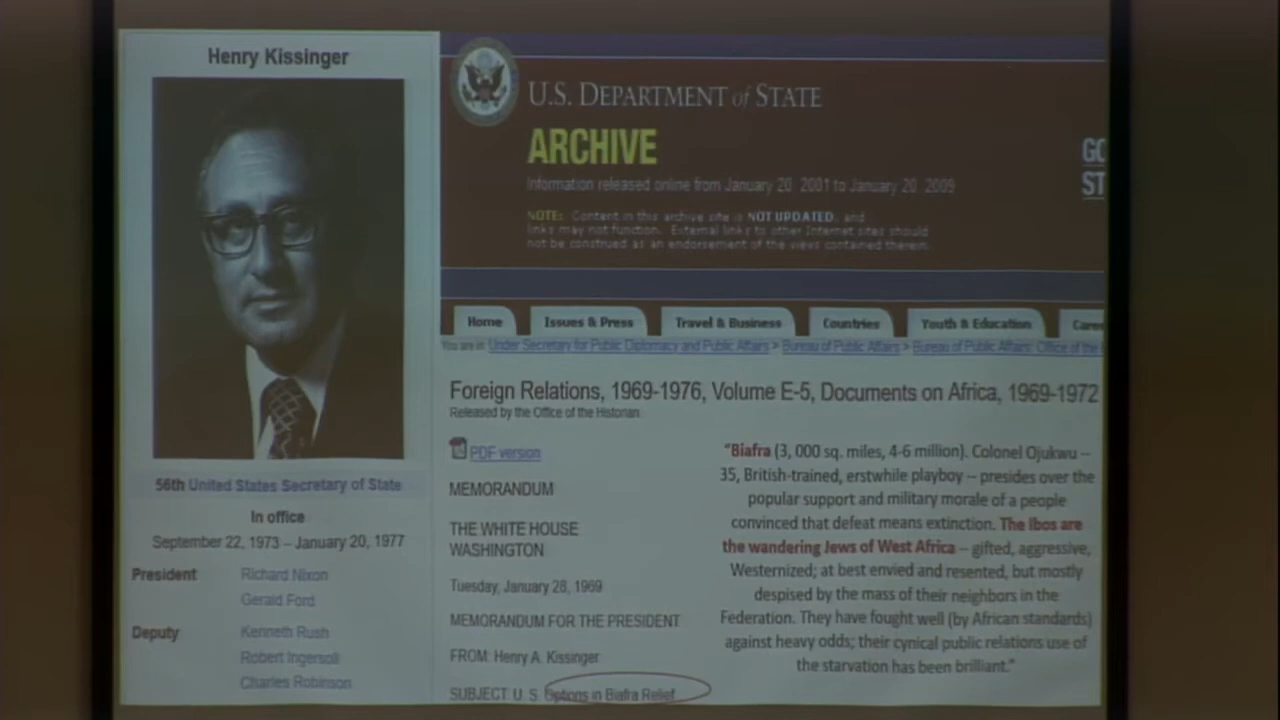 Henry Kissinger
56th United States Secretary of State
In office
September 22, 1973 – January 20, 1977
President Richard Nixon
Gerald Ford
Deputy Kenneth Rush
Robert Ingersoll
Charles Robinson
U.S. DEPARTMENT of STATE
ARCHIVE
Information released online from January 20, 2001 to January 20, 2009
NOTE: Content in this archive site is NOT UPDATED, and
links may not function. External links to other Internet sites should
not be construed as an endorsement of the views contained therein.
GO
ST
Home Issues & Press Travel & Business Countries Youth & Education Caree
You are in: Under Secretary for Public Diplomacy and Public Affairs > Bureau of Public Affairs > Bureau of Public Affairs: Office of the
Foreign Relations, 1969-1976, Volume E-5, Documents on Africa, 1969-1972
Released by the Office of the Historian
PDF version
MEMORANDUM
THE WHITE HOUSE
WASHINGTON
Tuesday, January 28, 1969
MEMORANDUM FOR THE PRESIDENT
FROM: Henry A. Kissinger
SUBJECT: U.S. Options in Biafra Relief
“Biafra (3, 000 sq. miles, 4-6 million). Colonel Ojukwu –
35, British-trained, erstwhile playboy – presides over the
popular support and military morale of a people
convinced that defeat means extinction. The Ibos are
the wandering Jews of West Africa – gifted, aggressive,
Westernized; at best envied and resented, but mostly
despised by the mass of their neighbors in the
Federation. They have fought well (by African standards)
against heavy odds; their cynical public relations use of
the starvation has been brilliant.”